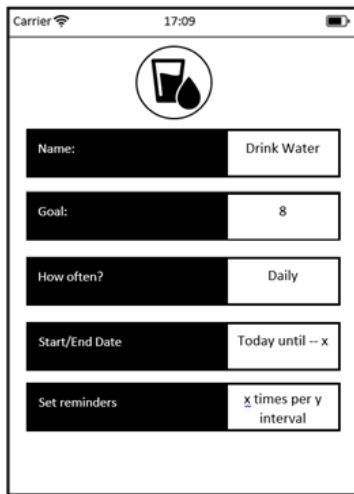 Carrier 17:09
Name: Drink Water
Goal: 8
How often? Daily
Start/End Date Today until -- x
Set reminders x times per y
interval